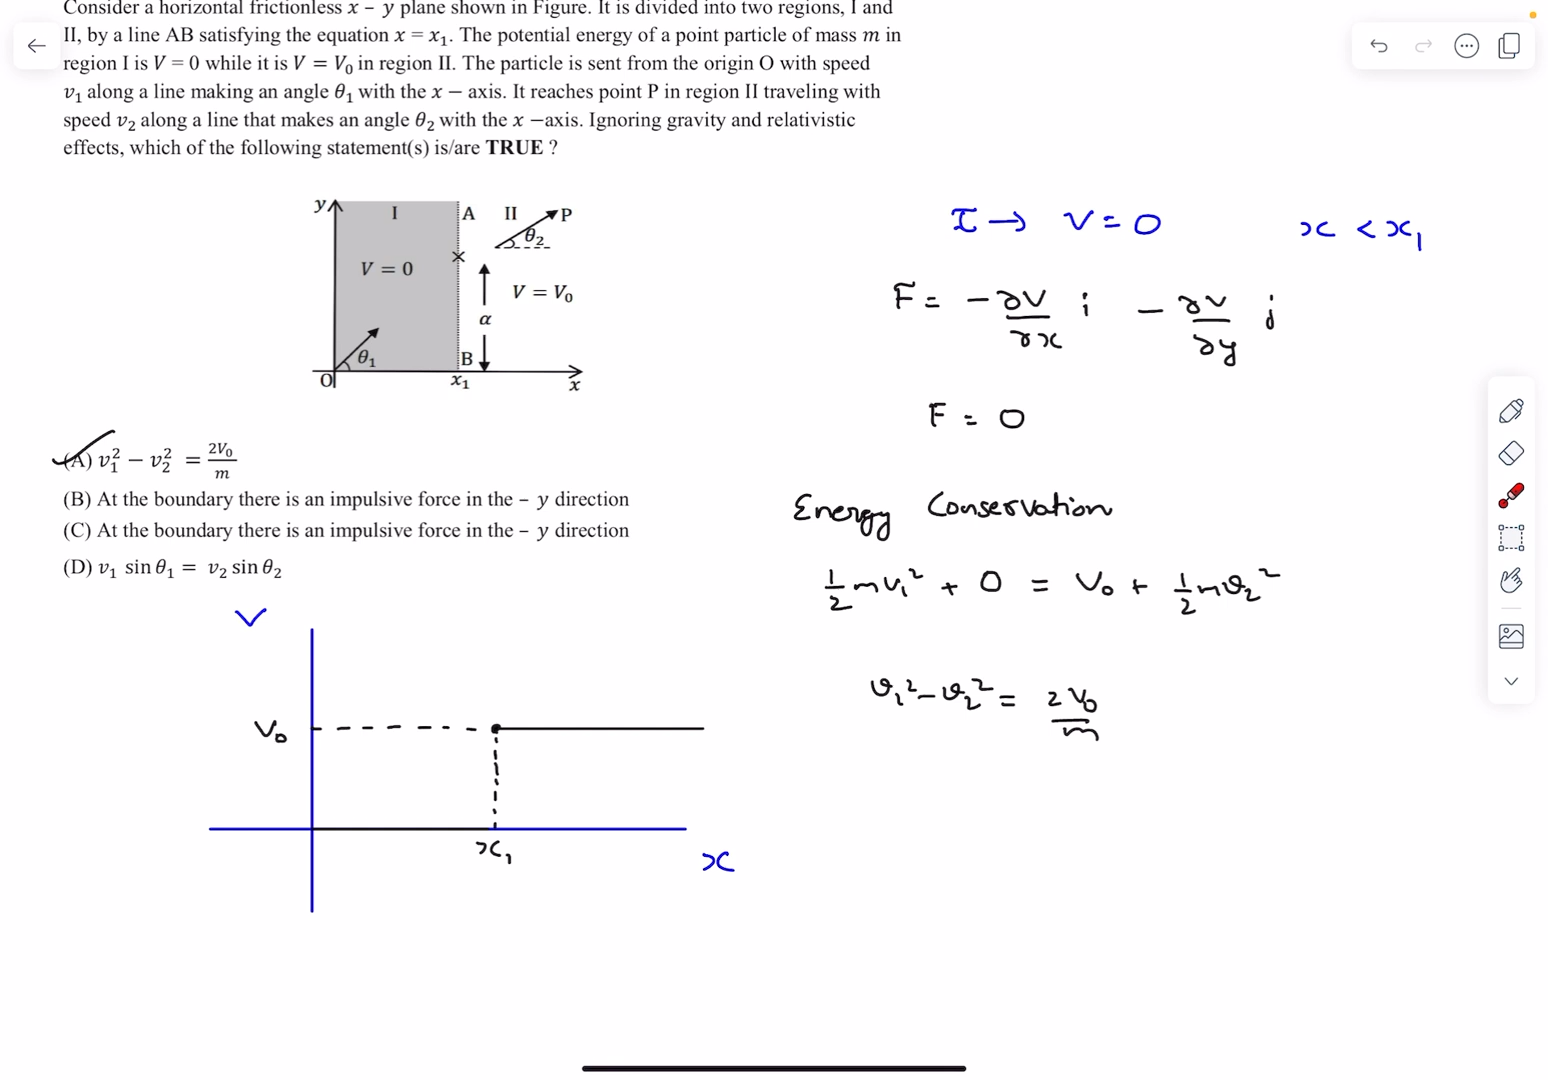 Consider a horizontal frictionless x – y plane shown in Figure. It is divided into two regions, I and
II, by a line AB satisfying the equation x = x₁. The potential energy of a point particle of mass m in
region I is V = 0 while it is V = V₀ in region II. The particle is sent from the origin O with speed
v₁ along a line making an angle θ₁ with the x − axis. It reaches point P in region II traveling with
speed v₂ along a line that makes an angle θ₂ with the x −axis. Ignoring gravity and relativistic
effects, which of the following statement(s) is/are TRUE ?
y I A II P
θ₂
V = 0
V = V₀
α
θ₁ B
O x₁ x
(A) v₁² − v₂² = 2V₀/m
(B) At the boundary there is an impulsive force in the – y direction
(C) At the boundary there is an impulsive force in the – y direction
(D) v₁ sin θ₁ = v₂ sin θ₂
V
V₀
x₁
x
I → V = 0 x < x₁
F = −∂V/∂x i − ∂V/∂y j
F = 0
Energy Conservation
½mv₁² + 0 = V₀ + ½mv₂²
v₁² − v₂² = 2V₀/m